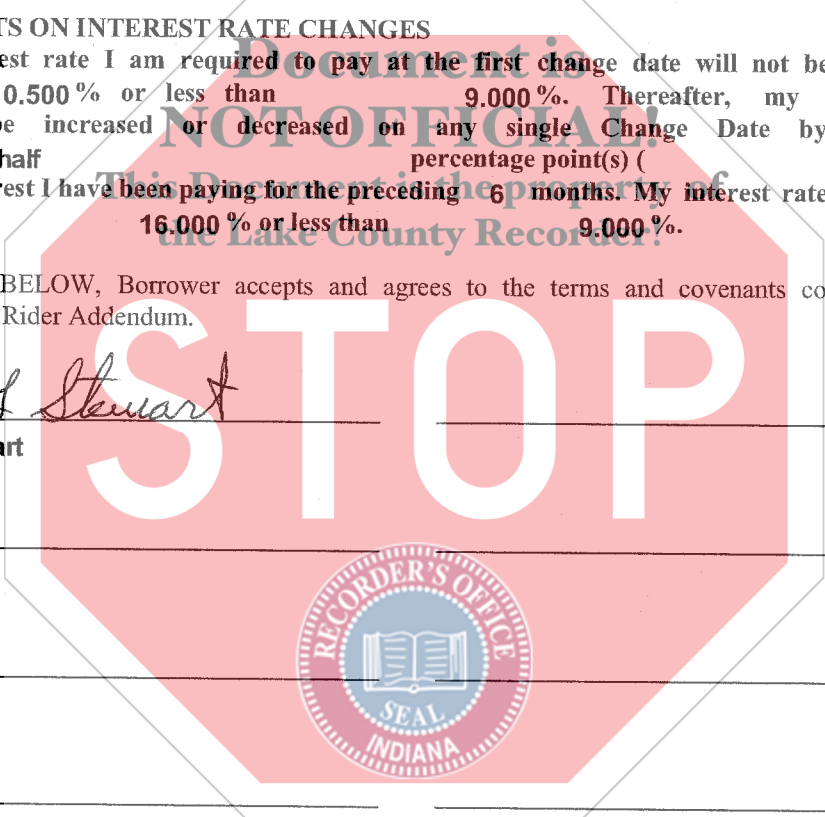 TS ON INTEREST RATE CHANGES
est rate I am required to pay at the first change date will not be
0.500 % or less than 9.000 %. Thereafter, my
be increased or decreased on any single Change Date by
half percentage point(s) (
rest I have been paying for the preceding 6 months. My interest rate
16.000 % or less than 9.000 %.
BELOW, Borrower accepts and agrees to the terms and covenants co
Rider Addendum.
Stewart
art
Document is
NOT OFFICIAL!
This Document is the property of
the Lake County Recorder!
STOP
RECORDER'S OFFICE
SEAL
INDIANA